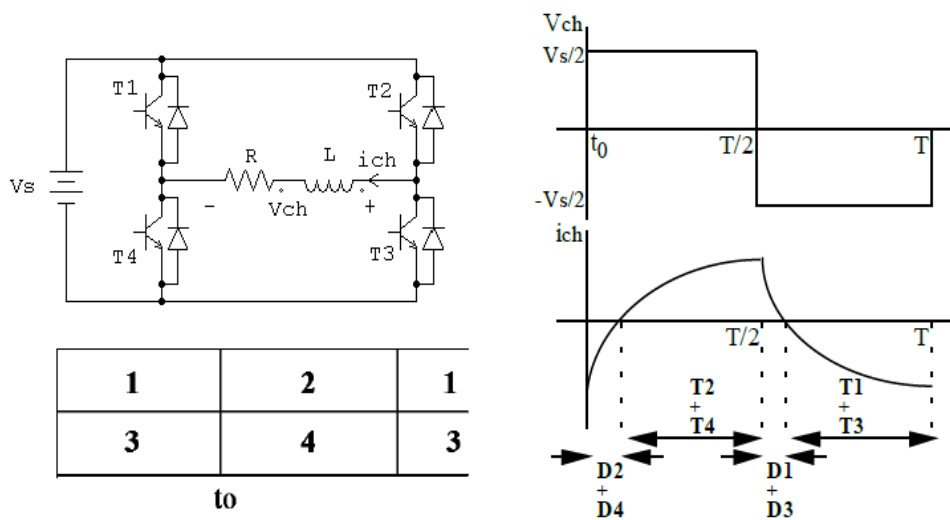 T1
T2
R
L
ich
Vs
-
Vch
+
T4
T3
1 2 1
3 4 3
to
Vch
Vs/2
t0
T/2
T
-Vs/2
ich
T/2
T
T2
+
T4
T1
+
T3
D2
+
D4
D1
+
D3